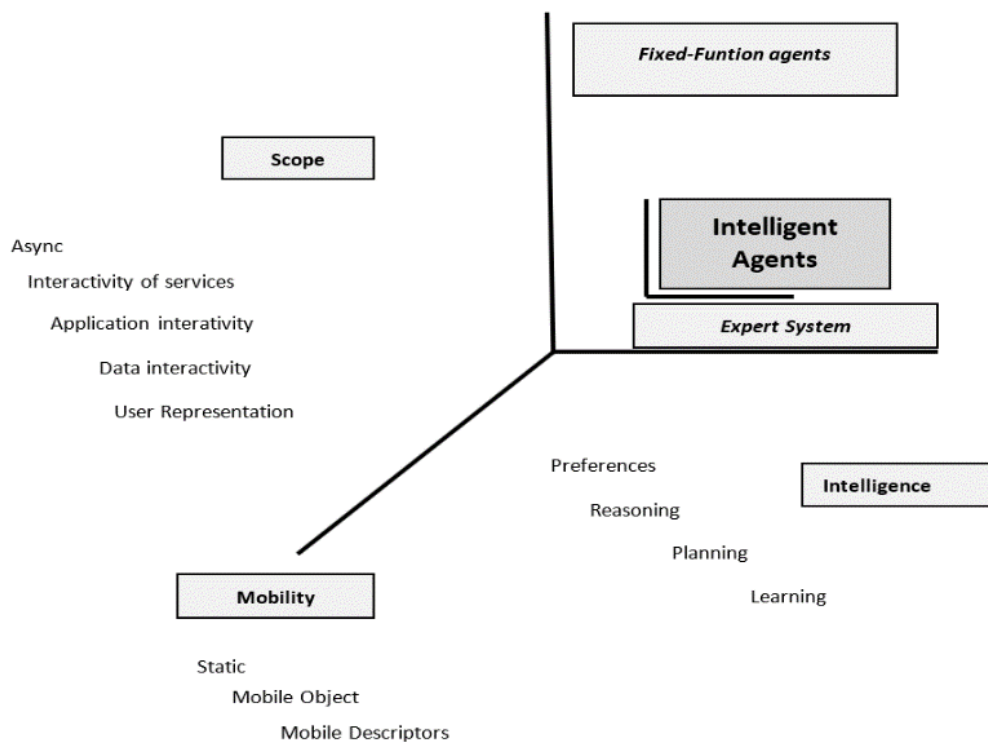 Fixed-Funtion agents
Scope
Intelligent
Agents
Async
Interactivity of services
Application interativity
Expert System
Data interactivity
User Representation
Preferences
Intelligence
Reasoning
Planning
Mobility
Learning
Static
Mobile Object
Mobile Descriptors